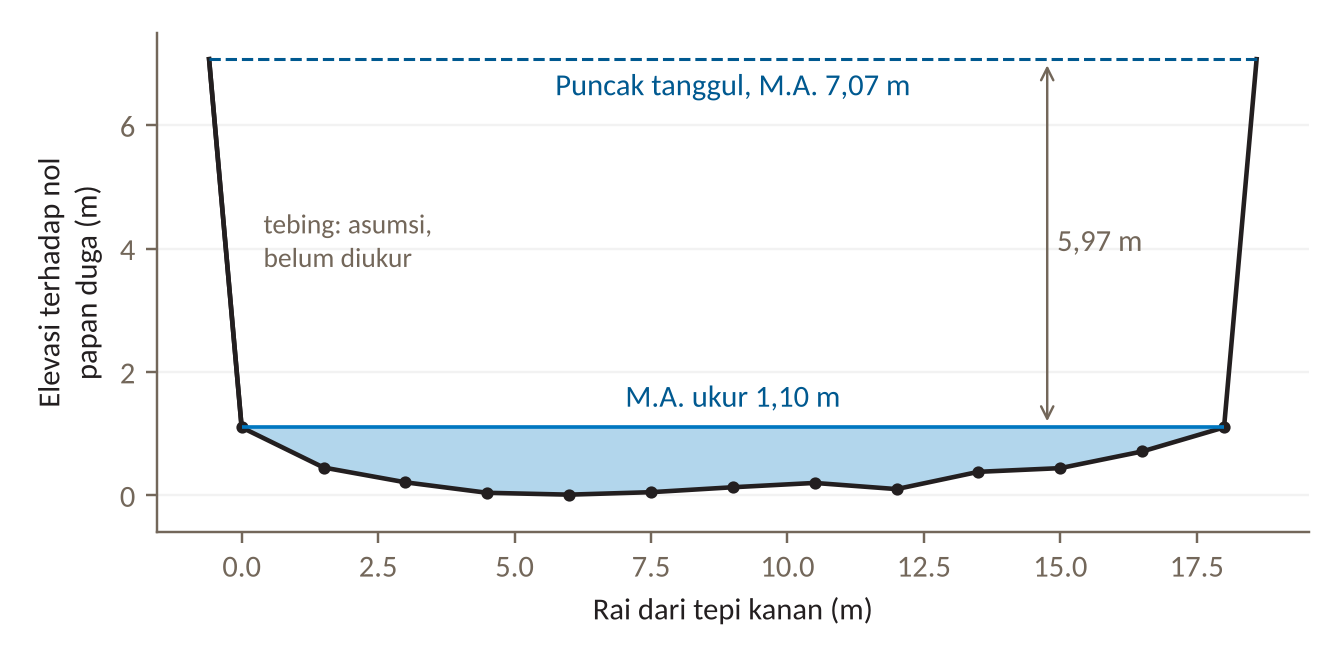 Puncak tanggul, M.A. 7,07 m
6
tebing: asumsi,
belum diukur
5,97 m
4
Elevasi terhadap nol
papan duga (m)
2
M.A. ukur 1,10 m
0
0.0 2.5 5.0 7.5 10.0 12.5 15.0 17.5
Rai dari tepi kanan (m)